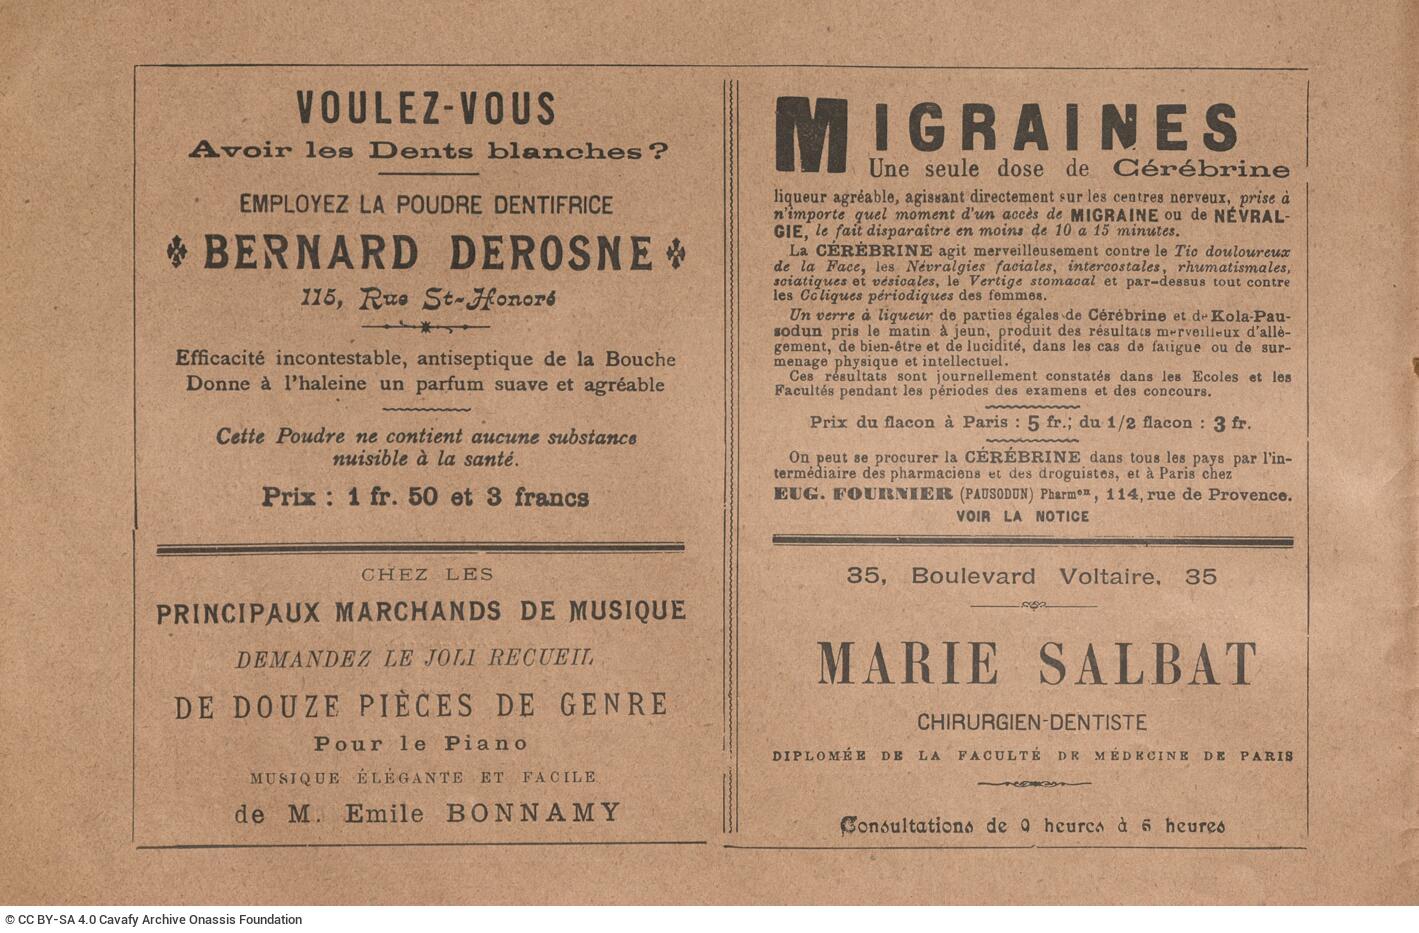 VOULEZ-VOUS
Avoir les Dents blanches?
EMPLOYEZ LA POUDRE DENTIFRICE
BERNARD DEROSNE
115, Rue St-Honoré
Efficacité incontestable, antiseptique de la Bouche
Donne à l'haleine un parfum suave et agréable
Cette Poudre ne contient aucune substance
nuisible à la santé.
Prix : 1 fr. 50 et 3 francs
CHEZ LES
PRINCIPAUX MARCHANDS DE MUSIQUE
DEMANDEZ LE JOLI RECUEIL
DE DOUZE PIÈCES DE GENRE
Pour le Piano
MUSIQUE ÉLÉGANTE ET FACILE
de M. Emile BONNAMY
MIGRAINES
Une seule dose de Cérébrine
liqueur agréable, agissant directement sur les centres nerveux, prise à
n'importe quel moment d'un accès de MIGRAINE ou de NÉVRAL-
GIE, le fait disparaître en moins de 10 a 15 minutes.
La CÉRÉBRINE agit merveilleusement contre le Tic douloureux
de la Face, les Névralgies faciales, intercostales, rhumatismales,
sciatiques et vésicales, le Vertige stomacal et par-dessus tout contre
les Coliques périodiques des femmes.
Un verre à liqueur de parties égales de Cérébrine et de Kola-Pau-
sodun pris le matin à jeun, produit des résultats merveilleux d'allè-
gement, de bien-être et de lucidité, dans les cas de fatigue ou de sur-
menage physique et intellectuel.
Ces résultats sont journellement constatés dans les Ecoles et les
Facultés pendant les périodes des examens et des concours.
Prix du flacon à Paris : 5 fr.; du 1/2 flacon : 3 fr.
On peut se procurer la CÉRÉBRINE dans tous les pays par l'in-
termédiaire des pharmaciens et des droguistes, et à Paris chez
EUG. FOURNIER (PAUSODUN) Pharmen, 114, rue de Provence.
VOIR LA NOTICE
35, Boulevard Voltaire, 35
MARIE SALBAT
CHIRURGIEN-DENTISTE
DIPLOMÉE DE LA FACULTÉ DE MÉDECINE DE PARIS
Consultations de 9 heures à 6 heures
© CC BY-SA 4.0 Cavafy Archive Onassis Foundation